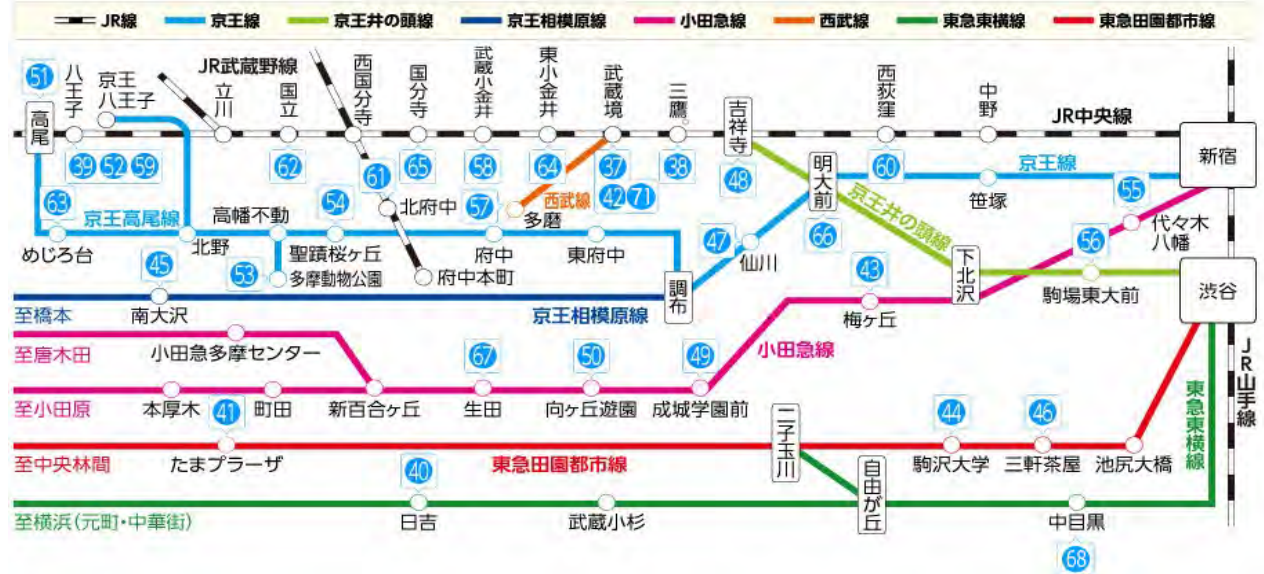 JR線 京王線 京王井の頭線 京王相模原線 小田急線 西武線 東急東横線 東急田園都市線
51 八王子 京王八王子 立川 JR武蔵野線 国立 西国分寺 国分寺 武蔵小金井 東小金井 武蔵境 三鷹 吉祥寺 西荻窪 中野 JR中央線 新宿
高尾
39 52 59 62 61 65 58 64 37 38 48 明大前 60 京王線 55
63 京王高尾線 高幡不動 54 北府中 57 西武線 42 71 京王井の頭線 笹塚 代々木八幡
めじろ台 北野 聖蹟桜ヶ丘 府中 多磨 東府中 47 仙川 66 下北沢 56
45 53 多摩動物公園 府中本町 調布 43 駒場東大前 渋谷
至橋本 南大沢 京王相模原線 梅ヶ丘
至唐木田 小田急多摩センター 67 50 49 小田急線 JR山手線
至小田原 本厚木 町田 新百合ヶ丘 生田 向ヶ丘遊園 成城学園前
41 44 46 東急東横線
至中央林間 たまプラーザ 東急田園都市線 二子玉川 駒沢大学 三軒茶屋 池尻大橋
40 自由が丘
至横浜(元町・中華街) 日吉 武蔵小杉 中目黒
68